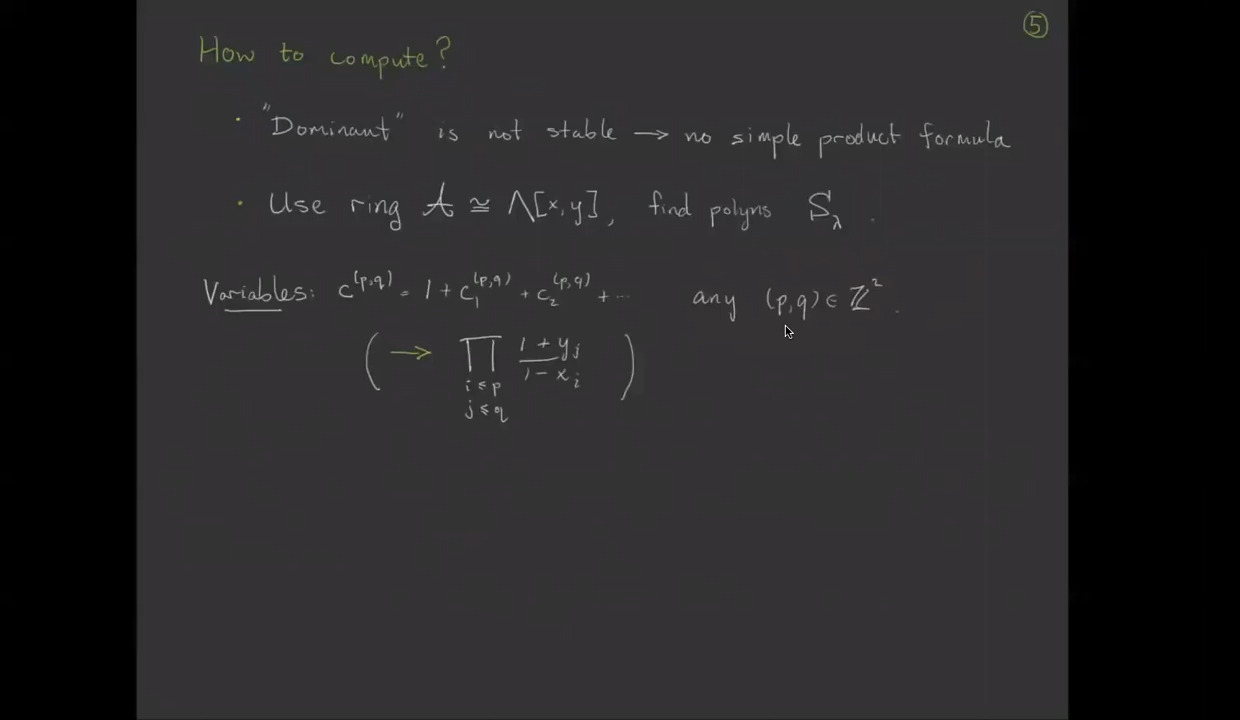 ⑤
How to compute?
• "Dominant" is not stable → no simple product formula
• Use ring 𝒜 ≅ Λ[x,y], find polyns S_λ .
Variables: c^(p,q) = 1 + c_1^(p,q) + c_2^(p,q) + ··· any (p,q) ∈ ℤ^2 .
( → ∏_{i≤p, j≤q} (1 + y_j)/(1 - x_i) )